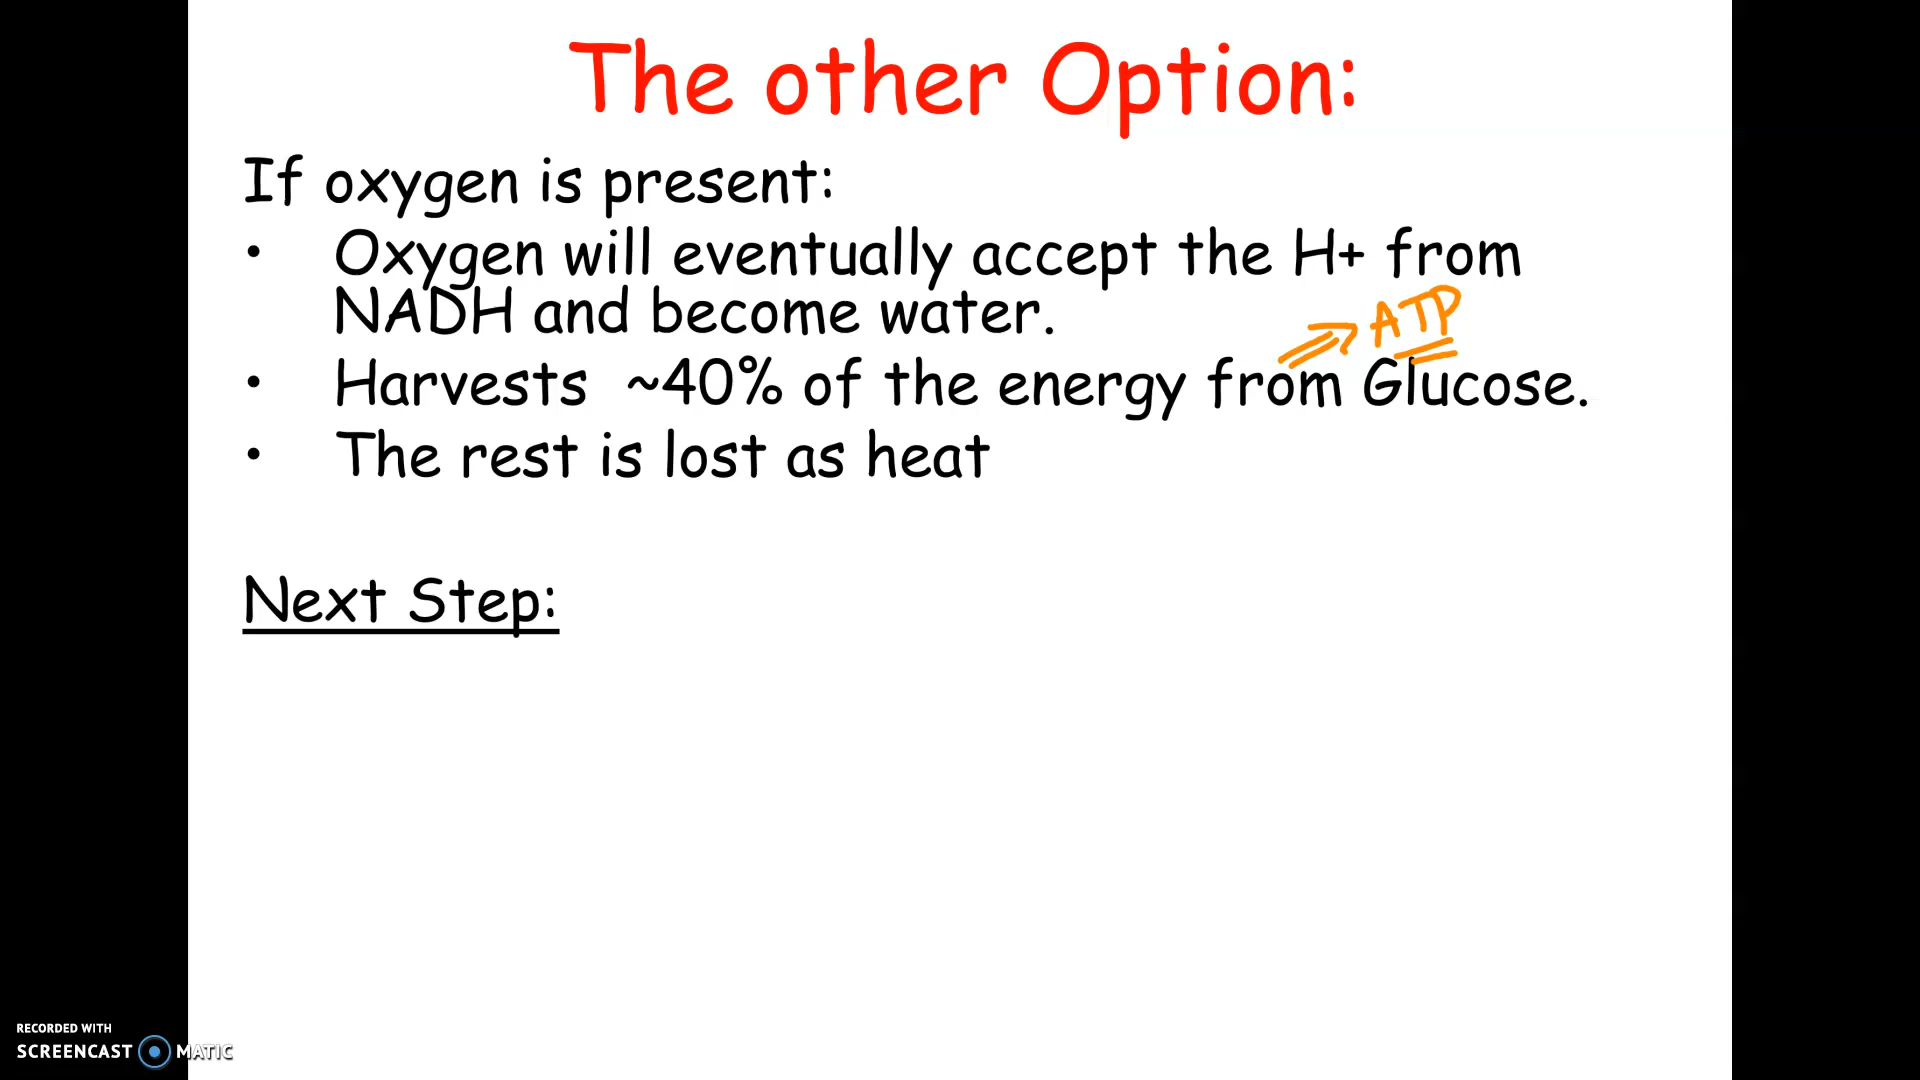 The other Option:
If oxygen is present:
• Oxygen will eventually accept the H+ from
NADH and become water.
ATP
• Harvests ~40% of the energy from Glucose.
• The rest is lost as heat
Next Step:
RECORDED WITH
SCREENCAST MATIC